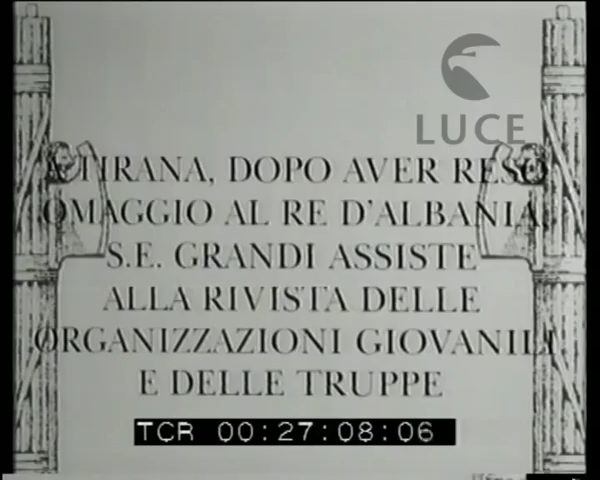 LUCE
A TIRANA, DOPO AVER RESO
OMAGGIO AL RE D'ALBANIA,
S.E. GRANDI ASSISTE
ALLA RIVISTA DELLE
ORGANIZZAZIONI GIOVANILI
E DELLE TRUPPE
TCR 00:27:08:06